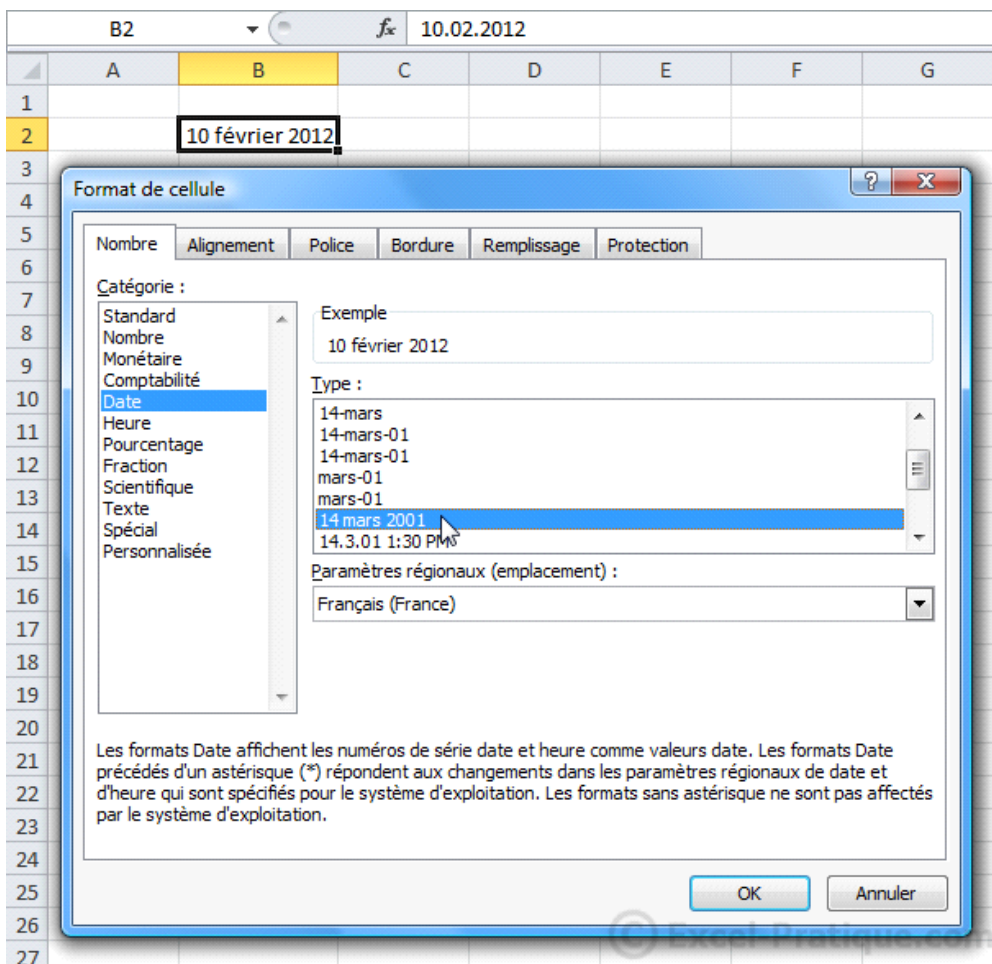 B2 fx 10.02.2012
A B C D E F G
1
2 10 février 2012
3
4
5
6
7
8
9
10
11
12
13
14
15
16
17
18
19
20
21
22
23
24
25
26
27
Format de cellule ? X
Nombre Alignement Police Bordure Remplissage Protection
Catégorie :
Standard
Nombre
Monétaire
Comptabilité
Date
Heure
Pourcentage
Fraction
Scientifique
Texte
Spécial
Personnalisée
Exemple
10 février 2012
Type :
14-mars
14-mars-01
14-mars-01
mars-01
mars-01
14 mars 2001
14.3.01 1:30 PM
Paramètres régionaux (emplacement) :
Français (France)
Les formats Date affichent les numéros de série date et heure comme valeurs date. Les formats Date
précédés d'un astérisque (*) répondent aux changements dans les paramètres régionaux de date et
d'heure qui sont spécifiés pour le système d'exploitation. Les formats sans astérisque ne sont pas affectés
par le système d'exploitation.
OK Annuler
© Excel-Pratique.com